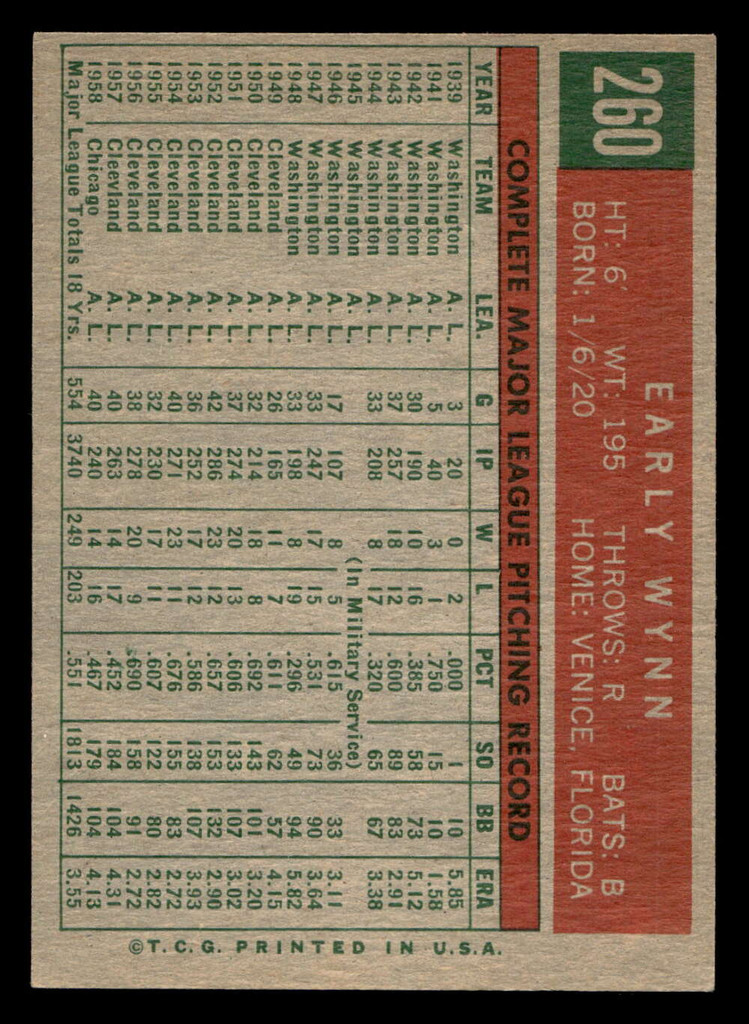 260
EARLY WYNN
HT: 6' WT: 195 THROWS: R BATS: B
BORN: 1/6/20 HOME: VENICE, FLORIDA
COMPLETE MAJOR LEAGUE PITCHING RECORD
YEAR TEAM LEA. G IP W L PCT SO BB ERA
1939 Washington A. L. 3 20 0 2 .000 1 10 5.85
1941 Washington A. L. 5 40 3 1 .750 15 10 1.58
1942 Washington A. L. 30 190 10 16 .385 58 73 5.12
1943 Washington A. L. 37 257 18 12 .600 89 83 2.91
1944 Washington A. L. 33 208 8 17 .320 65 67 3.38
1945 Washington A. L. (In Military Service)
1946 Washington A. L. 17 107 8 5 .615 36 33 3.11
1947 Washington A. L. 33 247 17 15 .531 73 90 3.64
1948 Washington A. L. 33 198 8 19 .296 49 94 5.82
1949 Cleveland A. L. 26 165 11 7 .611 62 57 4.15
1950 Cleveland A. L. 32 214 18 8 .692 143 101 3.20
1951 Cleveland A. L. 37 274 20 13 .606 133 107 3.02
1952 Cleveland A. L. 42 286 23 12 .657 153 132 2.90
1953 Cleveland A. L. 36 252 17 12 .586 138 107 3.93
1954 Cleveland A. L. 40 271 23 11 .676 155 83 2.72
1955 Cleveland A. L. 32 230 17 11 .607 122 80 2.82
1956 Cleveland A. L. 38 278 20 9 .690 158 91 2.72
1957 Cleevland A. L. 40 263 14 17 .452 184 104 4.31
1958 Chicago A. L. 40 240 14 16 .467 179 104 4.13
Major League Totals 18 Yrs. 554 3740 249 203 .551 1813 1426 3.55
©T.C.G. PRINTED IN U.S.A.